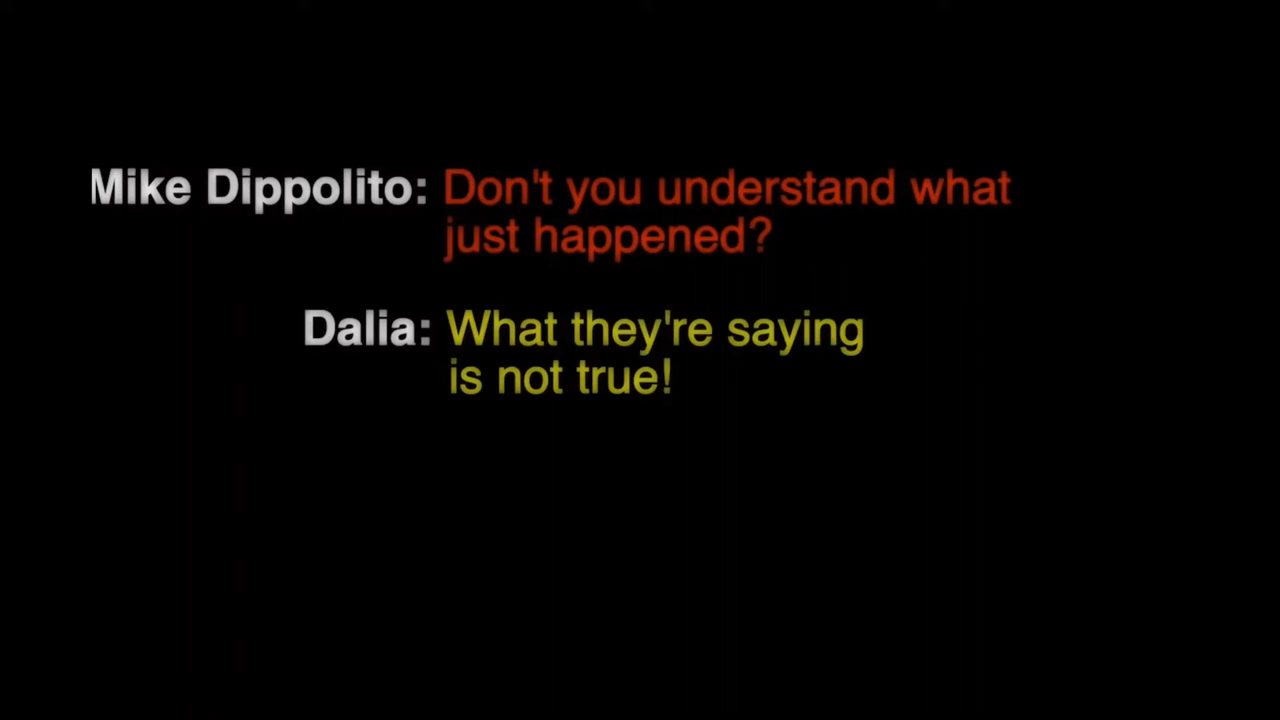 Mike Dippolito: Don't you understand what
just happened?
Dalia: What they're saying
is not true!